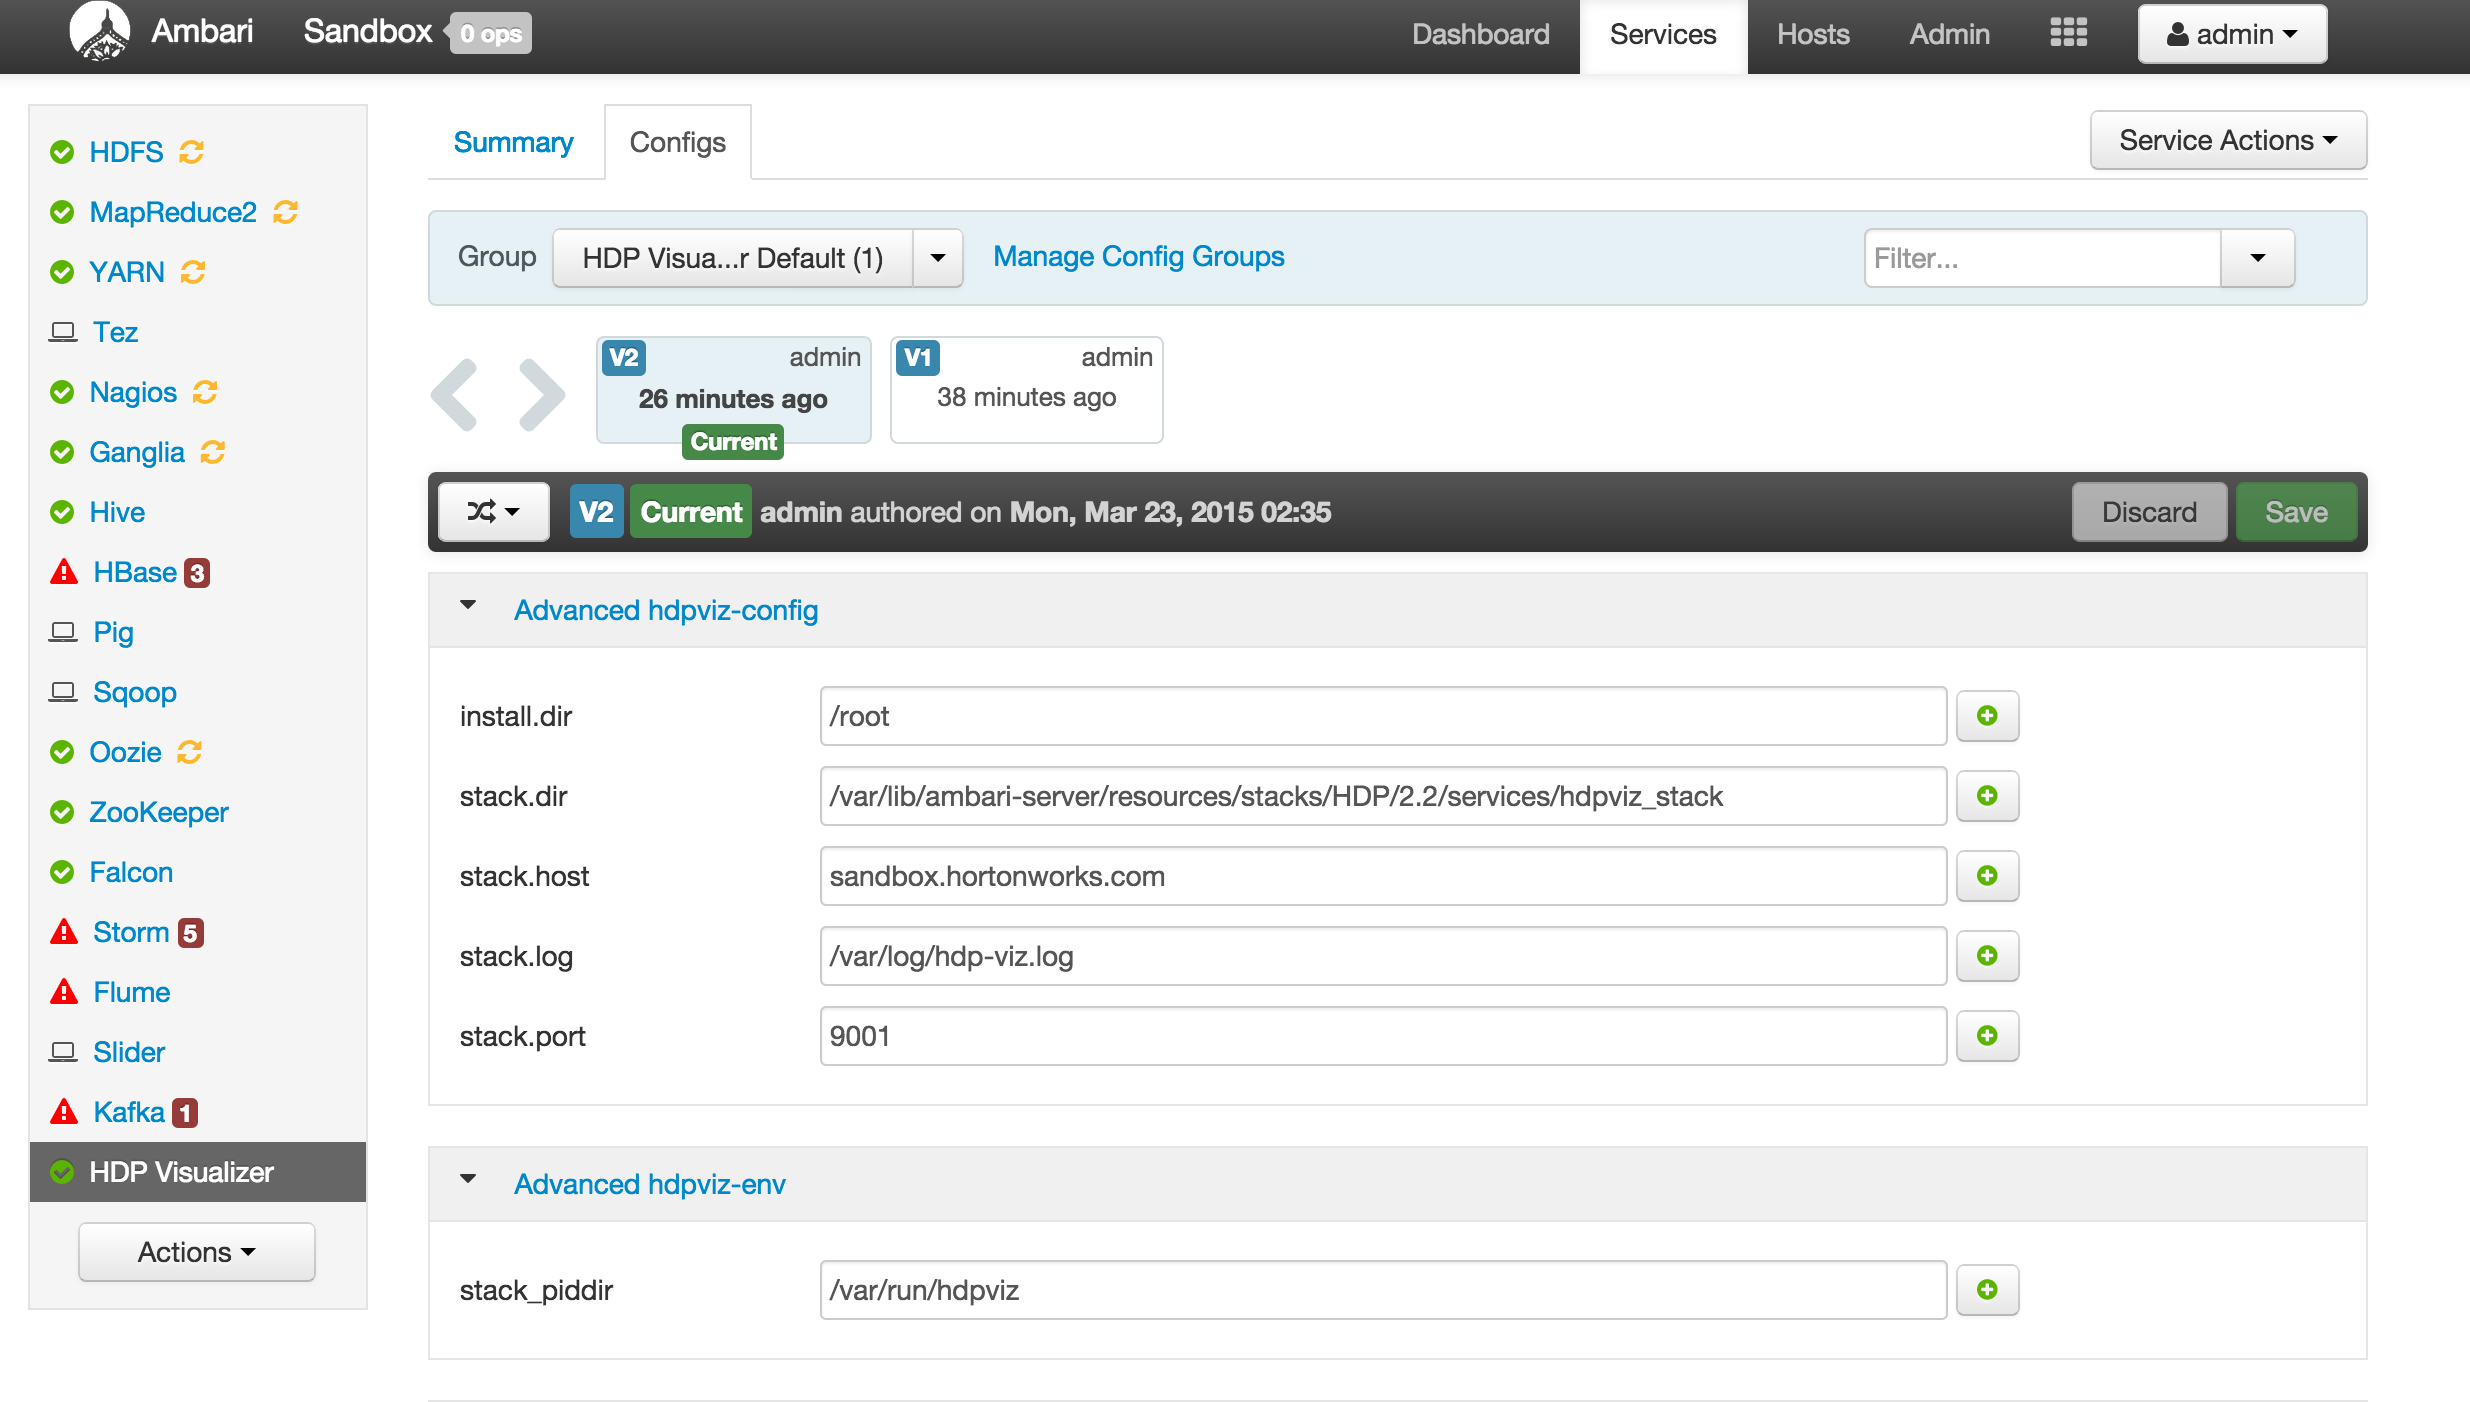 Ambari Sandbox 0 ops Dashboard Services Hosts Admin admin
HDFS
MapReduce2
YARN
Tez
Nagios
Ganglia
Hive
HBase 3
Pig
Sqoop
Oozie
ZooKeeper
Falcon
Storm 5
Flume
Slider
Kafka 1
HDP Visualizer
Actions
Summary Configs Service Actions
Group HDP Visua...r Default (1) Manage Config Groups Filter...
V2 admin
26 minutes ago
Current
V1 admin
38 minutes ago
V2 Current admin authored on Mon, Mar 23, 2015 02:35 Discard Save
Advanced hdpviz-config
install.dir /root
stack.dir /var/lib/ambari-server/resources/stacks/HDP/2.2/services/hdpviz_stack
stack.host sandbox.hortonworks.com
stack.log /var/log/hdp-viz.log
stack.port 9001
Advanced hdpviz-env
stack_piddir /var/run/hdpviz